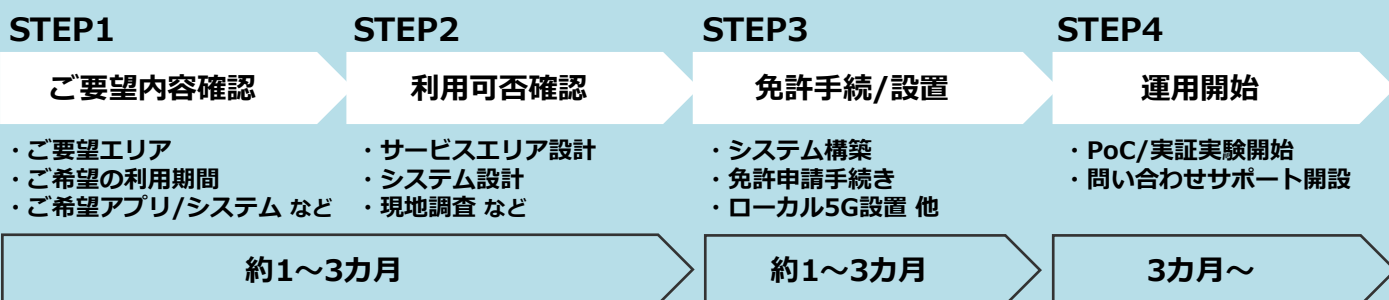 STEP1
STEP2
STEP3
STEP4
ご要望内容確認
利用可否確認
免許手続/設置
運用開始
・ご要望エリア
・ご希望の利用期間
・ご希望アプリ/システム など
・サービスエリア設計
・システム設計
・現地調査 など
・システム構築
・免許申請手続き
・ローカル5G設置 他
・PoC/実証実験開始
・問い合わせサポート開設
約1～3カ月
約1～3カ月
3カ月～